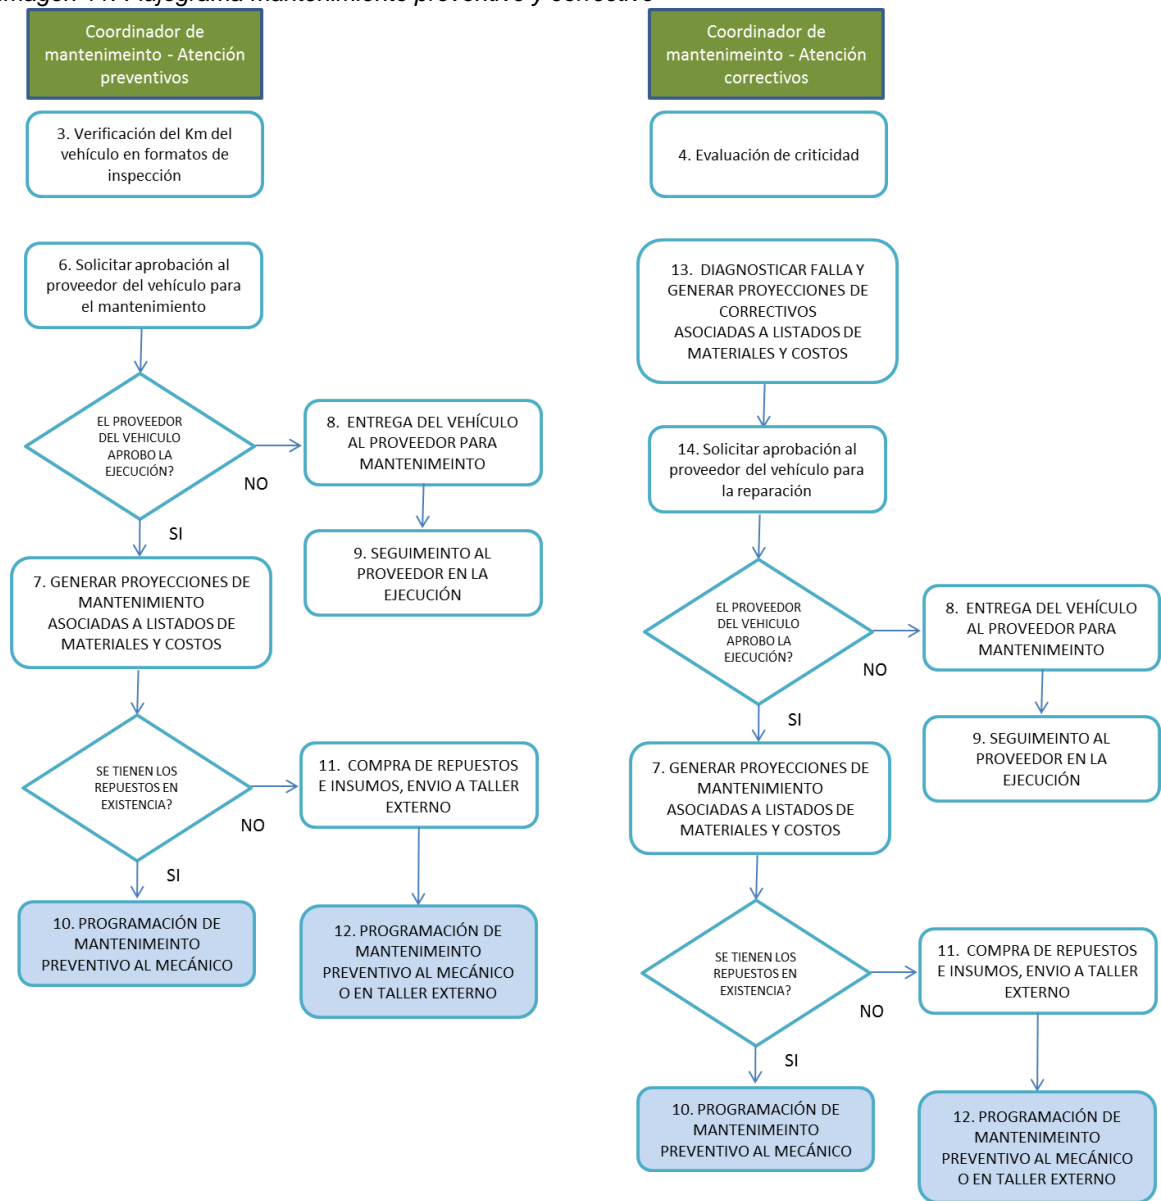 Imagen 14. Flujograma mantenimiento preventivo y correctivo
Coordinador de
mantenimeinto - Atención
preventivos
3. Verificación del Km del
vehículo en formatos de
inspección
6. Solicitar aprobación al
proveedor del vehículo para
el mantenimiento
EL PROVEEDOR
DEL VEHICULO
APROBO LA
EJECUCIÓN?
NO
8. ENTREGA DEL VEHÍCULO
AL PROVEEDOR PARA
MANTENIMEINTO
9. SEGUIMEINTO AL
PROVEEDOR EN LA
EJECUCIÓN
SI
7. GENERAR PROYECCIONES DE
MANTENIMIENTO
ASOCIADAS A LISTADOS DE
MATERIALES Y COSTOS
SE TIENEN LOS
REPUESTOS EN
EXISTENCIA?
NO
11. COMPRA DE REPUESTOS
E INSUMOS, ENVIO A TALLER
EXTERNO
SI
10. PROGRAMACIÓN DE
MANTENIMEINTO
PREVENTIVO AL MECÁNICO
12. PROGRAMACIÓN DE
MANTENIMEINTO
PREVENTIVO AL MECÁNICO
O EN TALLER EXTERNO
Coordinador de
mantenimeinto - Atención
correctivos
4. Evaluación de criticidad
13. DIAGNOSTICAR FALLA Y
GENERAR PROYECCIONES DE
CORRECTIVOS
ASOCIADAS A LISTADOS DE
MATERIALES Y COSTOS
14. Solicitar aprobación al
proveedor del vehículo para
la reparación
EL PROVEEDOR
DEL VEHICULO
APROBO LA
EJECUCIÓN?
NO
8. ENTREGA DEL VEHÍCULO
AL PROVEEDOR PARA
MANTENIMEINTO
9. SEGUIMEINTO AL
PROVEEDOR EN LA
EJECUCIÓN
SI
7. GENERAR PROYECCIONES DE
MANTENIMIENTO
ASOCIADAS A LISTADOS DE
MATERIALES Y COSTOS
SE TIENEN LOS
REPUESTOS EN
EXISTENCIA?
NO
11. COMPRA DE REPUESTOS
E INSUMOS, ENVIO A TALLER
EXTERNO
SI
10. PROGRAMACIÓN DE
MANTENIMEINTO
PREVENTIVO AL MECÁNICO
12. PROGRAMACIÓN DE
MANTENIMEINTO
PREVENTIVO AL MECÁNICO
O EN TALLER EXTERNO